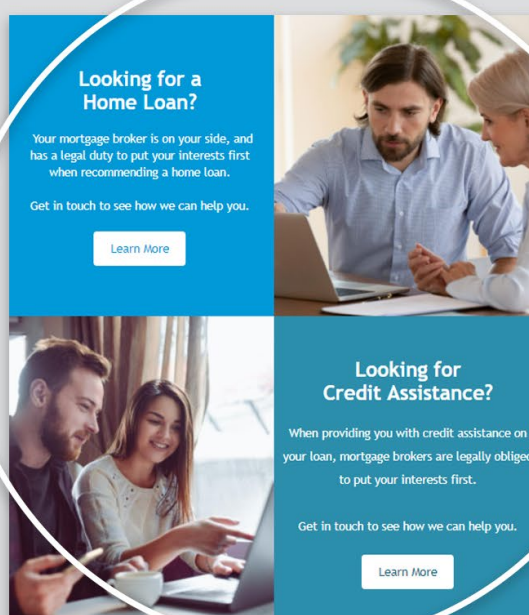 Looking for a
Home Loan?
Your mortgage broker is on your side, and
has a legal duty to put your interests first
when recommending a home loan.
Get in touch to see how we can help you.
Learn More
Looking for
Credit Assistance?
When providing you with credit assistance on
your loan, mortgage brokers are legally obliged
to put your interests first.
Get in touch to see how we can help you.
Learn More